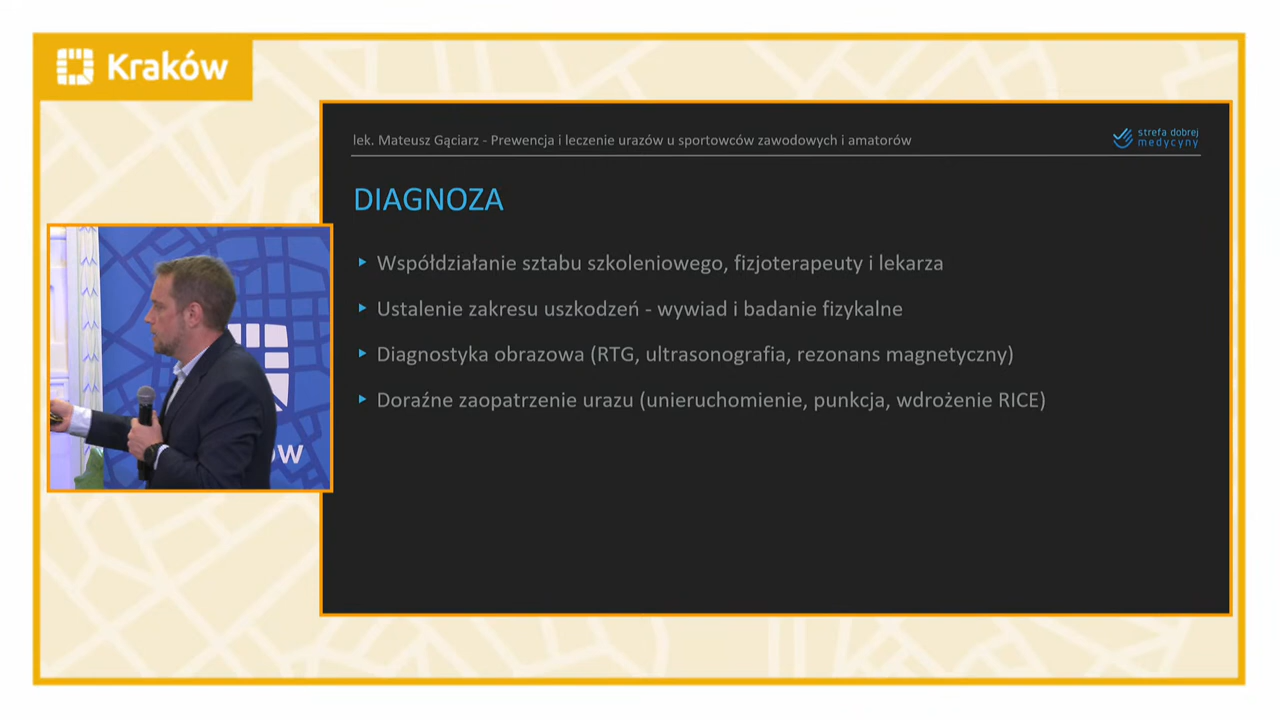 Kraków
lek. Mateusz Gąciarz - Prewencja i leczenie urazów u sportowców zawodowych i amatorów
strefa dobrej
medycyny
DIAGNOZA
Współdziałanie sztabu szkoleniowego, fizjoterapeuty i lekarza
Ustalenie zakresu uszkodzeń - wywiad i badanie fizykalne
Diagnostyka obrazowa (RTG, ultrasonografia, rezonans magnetyczny)
Doraźne zaopatrzenie urazu (unieruchomienie, punkcja, wdrożenie RICE)
ów